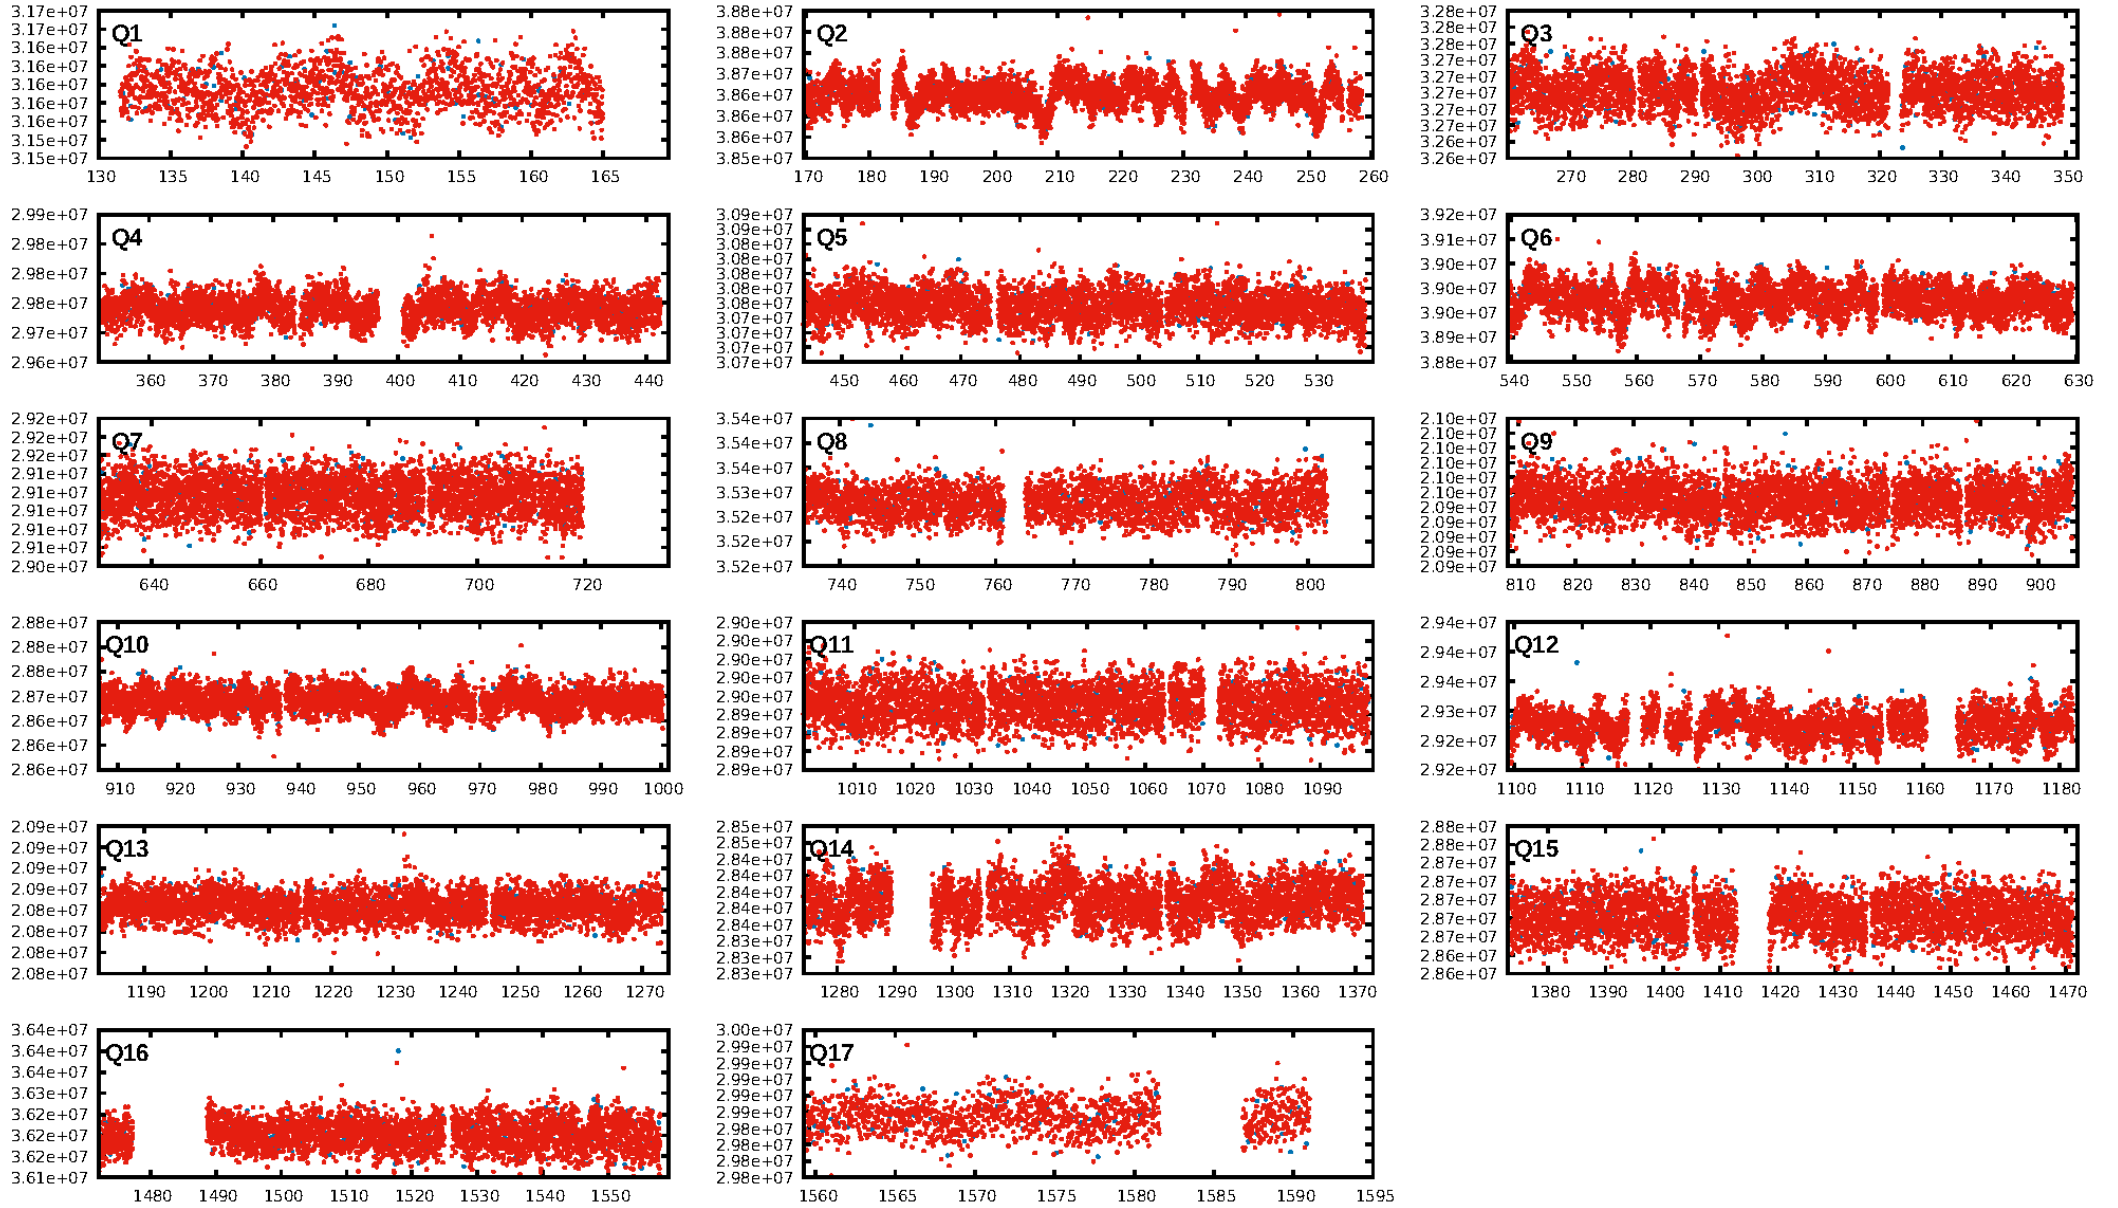 Q1
3.17e+07
3.17e+07
3.16e+07
3.16e+07
3.16e+07
3.16e+07
3.16e+07
3.15e+07
3.15e+07
130 135 140 145 150 155 160 165
Q2
3.88e+07
3.88e+07
3.88e+07
3.87e+07
3.86e+07
3.86e+07
3.86e+07
3.85e+07
170 180 190 200 210 220 230 240 250 260
Q3
3.28e+07
3.28e+07
3.28e+07
3.27e+07
3.27e+07
3.27e+07
3.27e+07
3.27e+07
3.26e+07
3.26e+07
270 280 290 300 310 320 330 340 350
Q4
2.99e+07
2.98e+07
2.98e+07
2.98e+07
2.97e+07
2.96e+07
360 370 380 390 400 410 420 430 440
Q5
3.09e+07
3.09e+07
3.08e+07
3.08e+07
3.08e+07
3.08e+07
3.08e+07
3.07e+07
3.07e+07
3.07e+07
3.07e+07
450 460 470 480 490 500 510 520 530
Q6
3.92e+07
3.91e+07
3.90e+07
3.90e+07
3.89e+07
3.89e+07
3.88e+07
540 550 560 570 580 590 600 610 620 630
Q7
2.92e+07
2.92e+07
2.92e+07
2.91e+07
2.91e+07
2.91e+07
2.91e+07
2.91e+07
2.90e+07
640 660 680 700 720
Q8
3.54e+07
3.54e+07
3.54e+07
3.53e+07
3.52e+07
3.52e+07
3.52e+07
740 750 760 770 780 790 800
Q9
2.10e+07
2.10e+07
2.10e+07
2.10e+07
2.10e+07
2.10e+07
2.09e+07
2.09e+07
2.09e+07
2.09e+07
2.09e+07
810 820 830 840 850 860 870 880 890 900
Q10
2.88e+07
2.88e+07
2.88e+07
2.87e+07
2.86e+07
2.86e+07
2.86e+07
910 920 930 940 950 960 970 980 990 1000
Q11
2.90e+07
2.90e+07
2.90e+07
2.90e+07
2.90e+07
2.89e+07
2.89e+07
2.89e+07
2.89e+07
1010 1020 1030 1040 1050 1060 1070 1080 1090
Q12
2.94e+07
2.94e+07
2.94e+07
2.93e+07
2.92e+07
2.92e+07
1100 1110 1120 1130 1140 1150 1160 1170 1180
Q13
2.09e+07
2.09e+07
2.09e+07
2.09e+07
2.08e+07
2.08e+07
2.08e+07
2.08e+07
1190 1200 1210 1220 1230 1240 1250 1260 1270
Q14
2.85e+07
2.85e+07
2.84e+07
2.84e+07
2.84e+07
2.84e+07
2.84e+07
2.83e+07
2.83e+07
2.83e+07
1280 1290 1300 1310 1320 1330 1340 1350 1360 1370
Q15
2.88e+07
2.88e+07
2.87e+07
2.87e+07
2.87e+07
2.87e+07
2.87e+07
2.86e+07
2.86e+07
1380 1390 1400 1410 1420 1430 1440 1450 1460 1470
Q16
3.64e+07
3.64e+07
3.64e+07
3.63e+07
3.62e+07
3.62e+07
3.62e+07
3.61e+07
1480 1490 1500 1510 1520 1530 1540 1550
Q17
3.00e+07
2.99e+07
2.99e+07
2.99e+07
2.99e+07
2.98e+07
2.98e+07
2.98e+07
2.98e+07
1560 1565 1570 1575 1580 1585 1590 1595